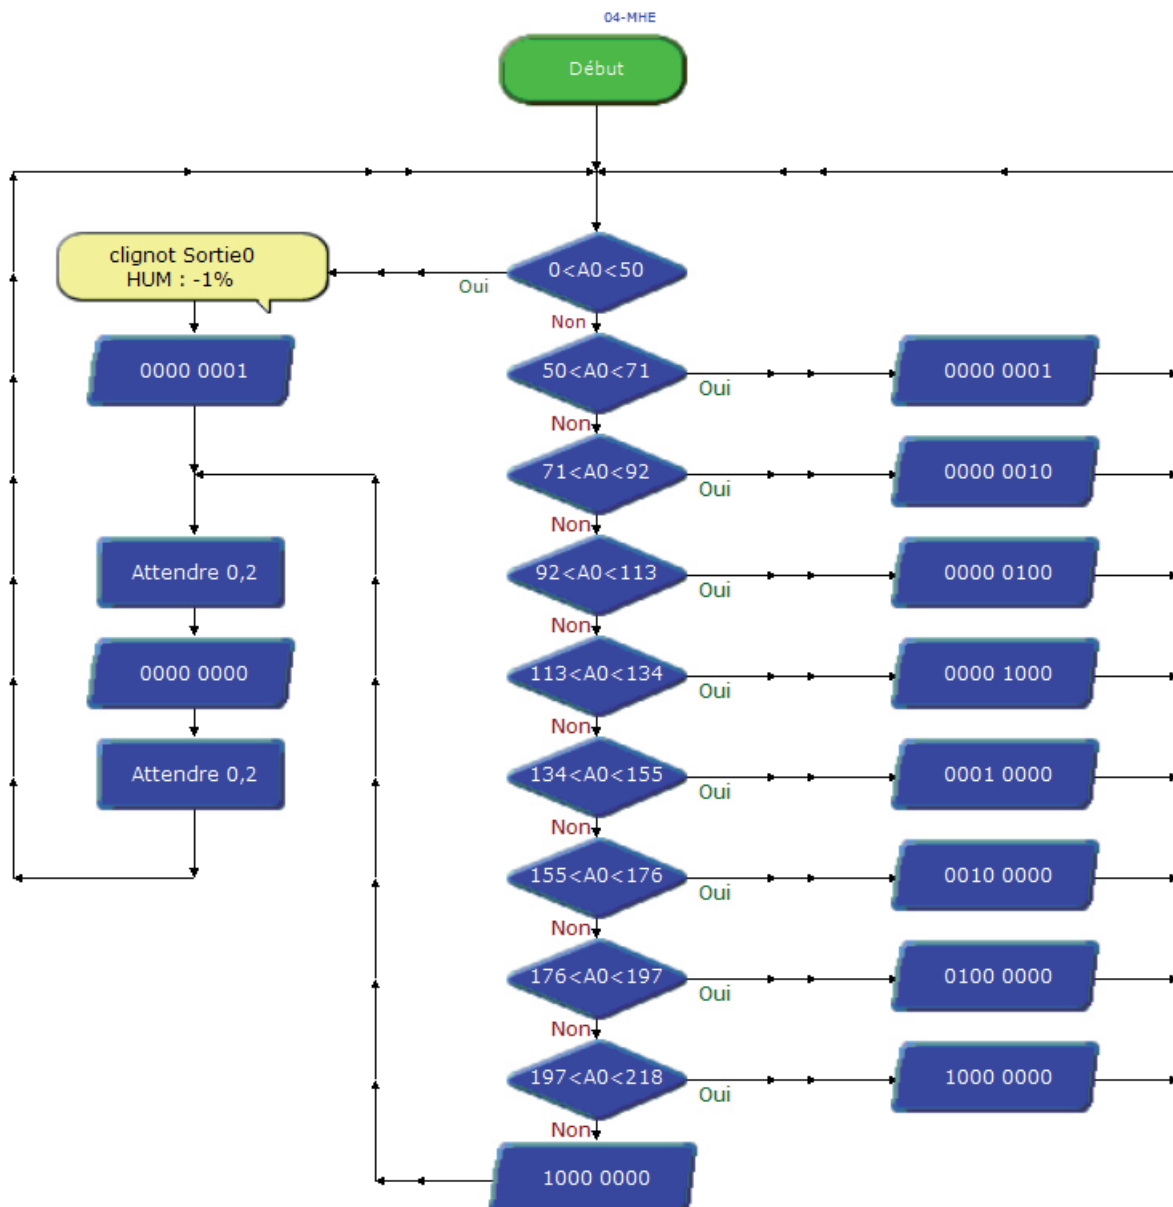 04-MHE
Début
clignot Sortie0
HUM : -1%
0<A0<50
Oui
Non
0000 0001
50<A0<71
Oui
0000 0001
Non
71<A0<92
Oui
0000 0010
Non
Attendre 0,2
92<A0<113
Oui
0000 0100
Non
0000 0000
113<A0<134
Oui
0000 1000
Non
Attendre 0,2
134<A0<155
Oui
0001 0000
Non
155<A0<176
Oui
0010 0000
Non
176<A0<197
Oui
0100 0000
Non
197<A0<218
Oui
1000 0000
Non
1000 0000